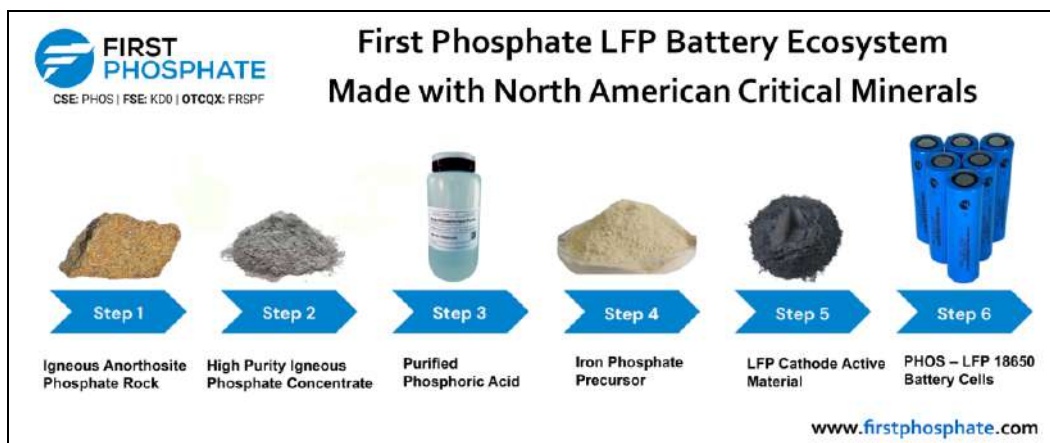 FIRST
PHOSPHATE
CSE: PHOS | FSE: KD0 | OTCQX: FRSPF
First Phosphate LFP Battery Ecosystem
Made with North American Critical Minerals
Step 1
Step 2
Step 3
Step 4
Step 5
Step 6
Igneous Anorthosite
Phosphate Rock
High Purity Igneous
Phosphate Concentrate
Purified
Phosphoric Acid
Iron Phosphate
Precursor
LFP Cathode Active
Material
PHOS – LFP 18650
Battery Cells
www.firstphosphate.com